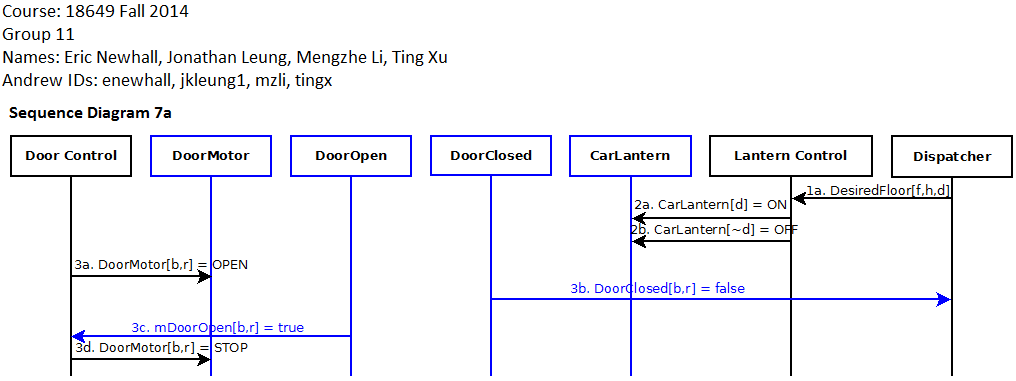 Course: 18649 Fall 2014
Group 11
Names: Eric Newhall, Jonathan Leung, Mengzhe Li, Ting Xu
Andrew IDs: enewhall, jkleung1, mzli, tingx
Sequence Diagram 7a
Door Control
DoorMotor
DoorOpen
DoorClosed
CarLantern
Lantern Control
Dispatcher
1a. DesiredFloor[f,h,d]
2a. CarLantern[d] = ON
2b. CarLantern[~d] = OFF
3a. DoorMotor[b,r] = OPEN
3b. DoorClosed[b,r] = false
3c. mDoorOpen[b,r] = true
3d. DoorMotor[b,r] = STOP